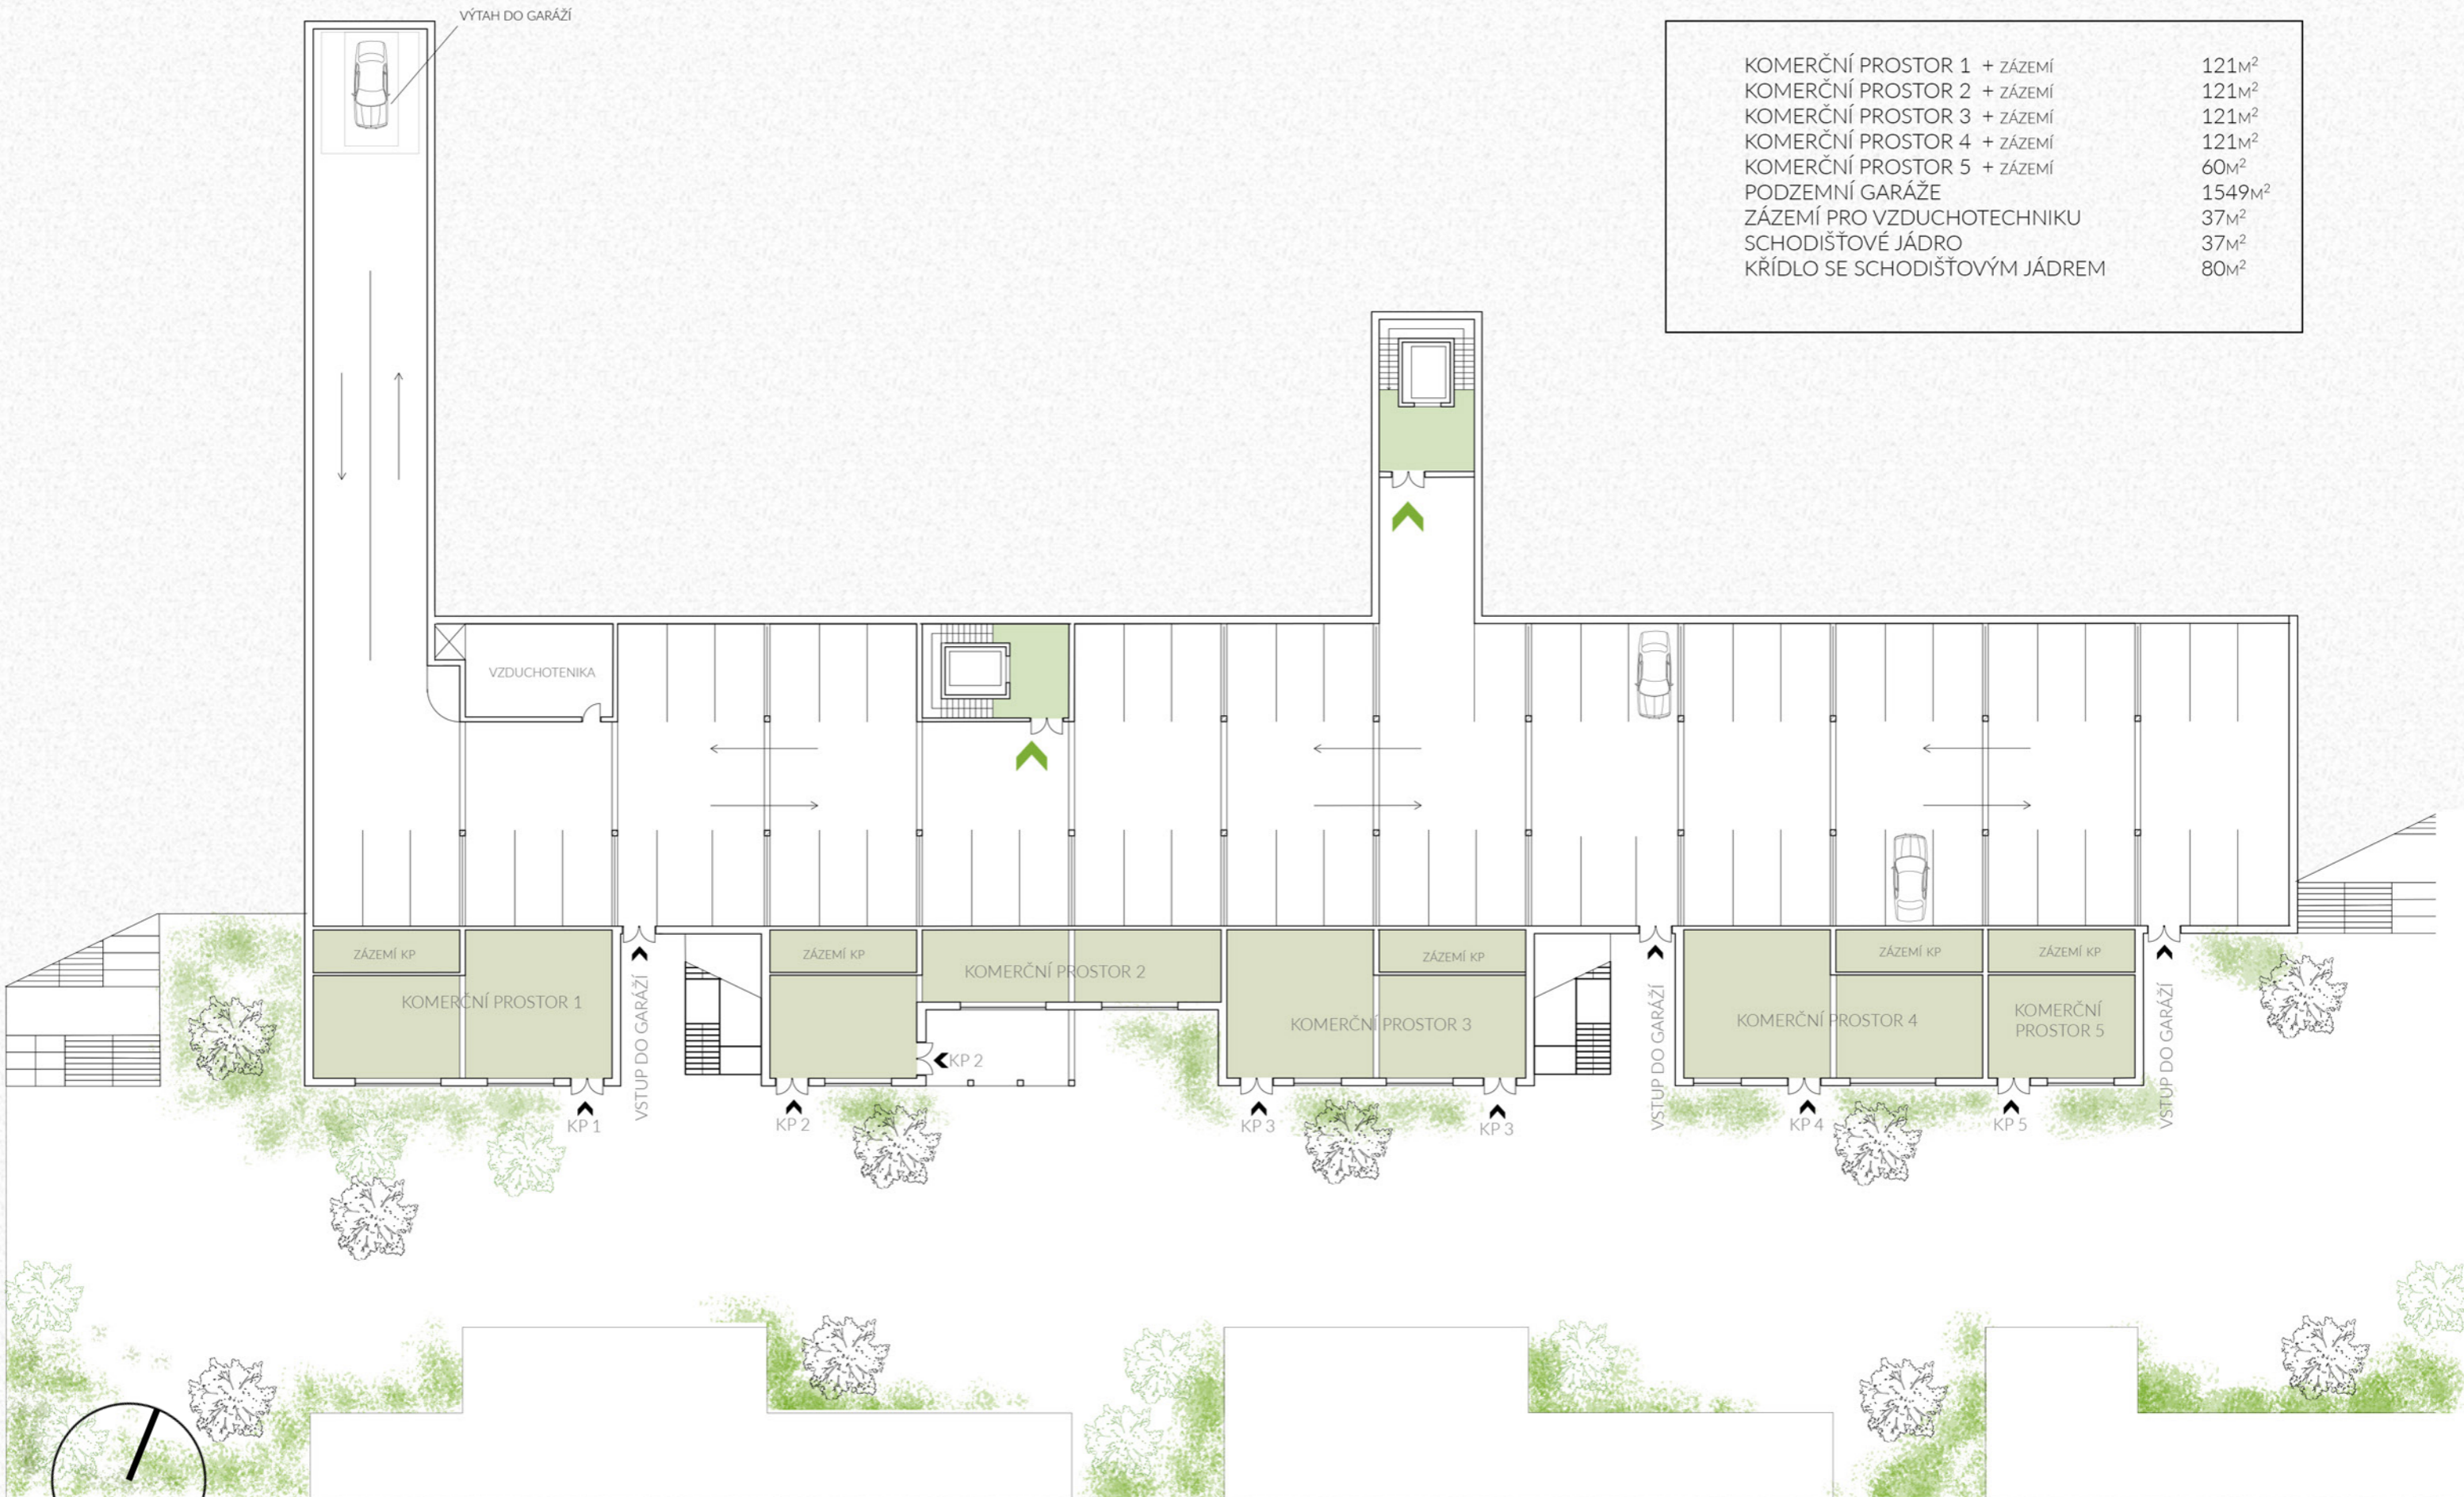 VÝTAH DO GARÁŽÍ
KOMERČNÍ PROSTOR 1 + ZÁZEMÍ 121M²
KOMERČNÍ PROSTOR 2 + ZÁZEMÍ 121M²
KOMERČNÍ PROSTOR 3 + ZÁZEMÍ 121M²
KOMERČNÍ PROSTOR 4 + ZÁZEMÍ 121M²
KOMERČNÍ PROSTOR 5 + ZÁZEMÍ 60M²
PODZEMNÍ GARÁŽE 1549M²
ZÁZEMÍ PRO VZDUCHOTECHNIKU 37M²
SCHODIŠŤOVÉ JÁDRO 37M²
KŘÍDLO SE SCHODIŠŤOVÝM JÁDREM 80M²
VZDUCHOTENIKA
ZÁZEMÍ KP
KOMERČNÍ PROSTOR 1
VSTUP DO GARÁŽÍ
KP 1
ZÁZEMÍ KP
KOMERČNÍ PROSTOR 2
KP 2
KP 2
ZÁZEMÍ KP
KOMERČNÍ PROSTOR 3
KP 3
KP 3
VSTUP DO GARÁŽÍ
ZÁZEMÍ KP
KOMERČNÍ PROSTOR 4
KP 4
ZÁZEMÍ KP
KOMERČNÍ
PROSTOR 5
KP 5
VSTUP DO GARÁŽÍ